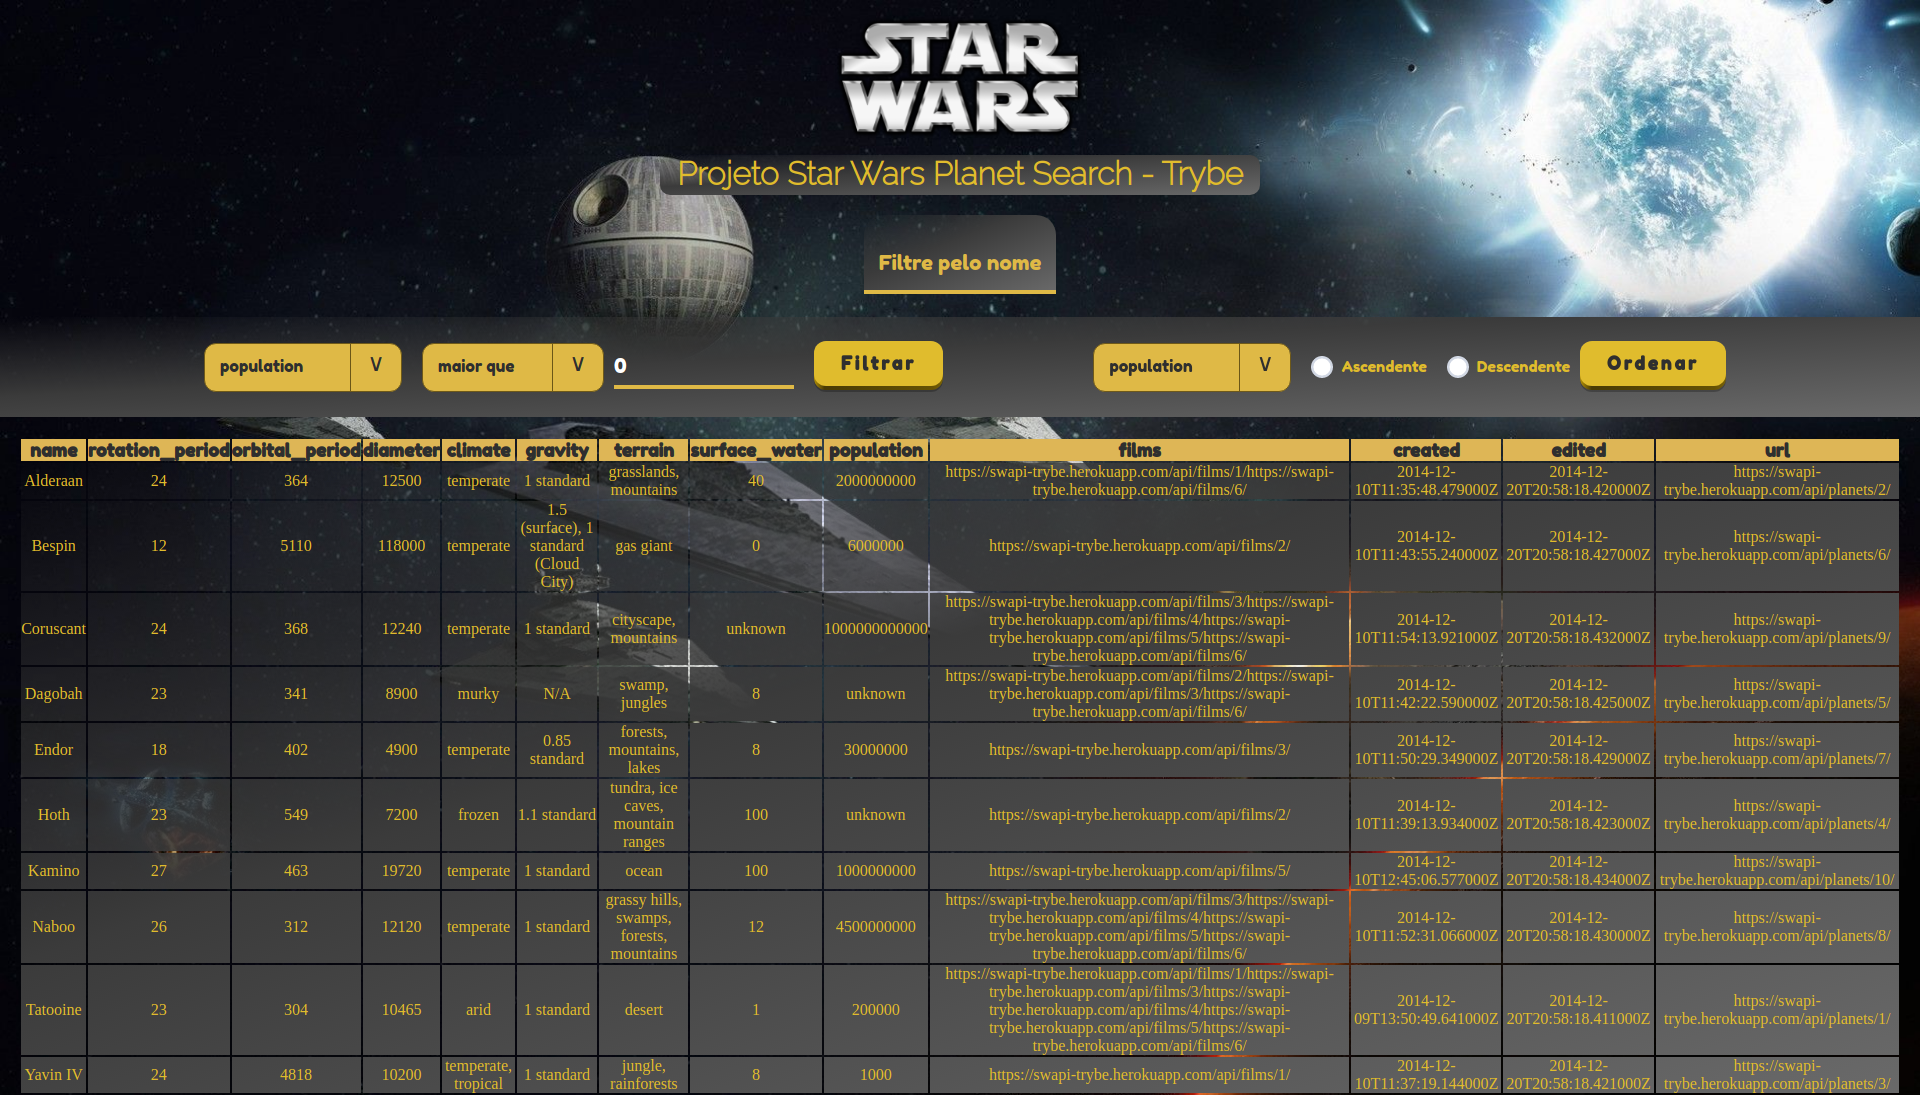 STAR
WARS
Projeto Star Wars Planet Search - Trybe
Filtre pelo nome
population V maior que V 0 Filtrar population V Ascendente Descendente Ordenar
name rotation_period orbital_period diameter climate gravity terrain surface_water population films created edited url
Alderaan 24 364 12500 temperate 1 standard grasslands, mountains 40 2000000000 https://swapi-trybe.herokuapp.com/api/films/1/https://swapi-trybe.herokuapp.com/api/films/6/ 2014-12-10T11:35:48.479000Z 2014-12-20T20:58:18.420000Z https://swapi-trybe.herokuapp.com/api/planets/2/
Bespin 12 5110 118000 temperate 1.5 (surface), 1 standard (Cloud City) gas giant 0 6000000 https://swapi-trybe.herokuapp.com/api/films/2/ 2014-12-10T11:43:55.240000Z 2014-12-20T20:58:18.427000Z https://swapi-trybe.herokuapp.com/api/planets/6/
Coruscant 24 368 12240 temperate 1 standard cityscape, mountains unknown 1000000000000 https://swapi-trybe.herokuapp.com/api/films/3/https://swapi-trybe.herokuapp.com/api/films/4/https://swapi-trybe.herokuapp.com/api/films/5/https://swapi-trybe.herokuapp.com/api/films/6/ 2014-12-10T11:54:13.921000Z 2014-12-20T20:58:18.432000Z https://swapi-trybe.herokuapp.com/api/planets/9/
Dagobah 23 341 8900 murky N/A swamp, jungles 8 unknown https://swapi-trybe.herokuapp.com/api/films/2/https://swapi-trybe.herokuapp.com/api/films/3/https://swapi-trybe.herokuapp.com/api/films/6/ 2014-12-10T11:42:22.590000Z 2014-12-20T20:58:18.425000Z https://swapi-trybe.herokuapp.com/api/planets/5/
Endor 18 402 4900 temperate 0.85 standard forests, mountains, lakes 8 30000000 https://swapi-trybe.herokuapp.com/api/films/3/ 2014-12-10T11:50:29.349000Z 2014-12-20T20:58:18.429000Z https://swapi-trybe.herokuapp.com/api/planets/7/
Hoth 23 549 7200 frozen 1.1 standard tundra, ice caves, mountain ranges 100 unknown https://swapi-trybe.herokuapp.com/api/films/2/ 2014-12-10T11:39:13.934000Z 2014-12-20T20:58:18.423000Z https://swapi-trybe.herokuapp.com/api/planets/4/
Kamino 27 463 19720 temperate 1 standard ocean 100 1000000000 https://swapi-trybe.herokuapp.com/api/films/5/ 2014-12-10T12:45:06.577000Z 2014-12-20T20:58:18.434000Z https://swapi-trybe.herokuapp.com/api/planets/10/
Naboo 26 312 12120 temperate 1 standard grassy hills, swamps, forests, mountains 12 4500000000 https://swapi-trybe.herokuapp.com/api/films/3/https://swapi-trybe.herokuapp.com/api/films/4/https://swapi-trybe.herokuapp.com/api/films/5/https://swapi-trybe.herokuapp.com/api/films/6/ 2014-12-10T11:52:31.066000Z 2014-12-20T20:58:18.430000Z https://swapi-trybe.herokuapp.com/api/planets/8/
Tatooine 23 304 10465 arid 1 standard desert 1 200000 https://swapi-trybe.herokuapp.com/api/films/1/https://swapi-trybe.herokuapp.com/api/films/3/https://swapi-trybe.herokuapp.com/api/films/4/https://swapi-trybe.herokuapp.com/api/films/5/https://swapi-trybe.herokuapp.com/api/films/6/ 2014-12-09T13:50:49.641000Z 2014-12-20T20:58:18.411000Z https://swapi-trybe.herokuapp.com/api/planets/1/
Yavin IV 24 4818 10200 temperate, tropical 1 standard jungle, rainforests 8 1000 https://swapi-trybe.herokuapp.com/api/films/1/ 2014-12-10T11:37:19.144000Z 2014-12-20T20:58:18.421000Z https://swapi-trybe.herokuapp.com/api/planets/3/